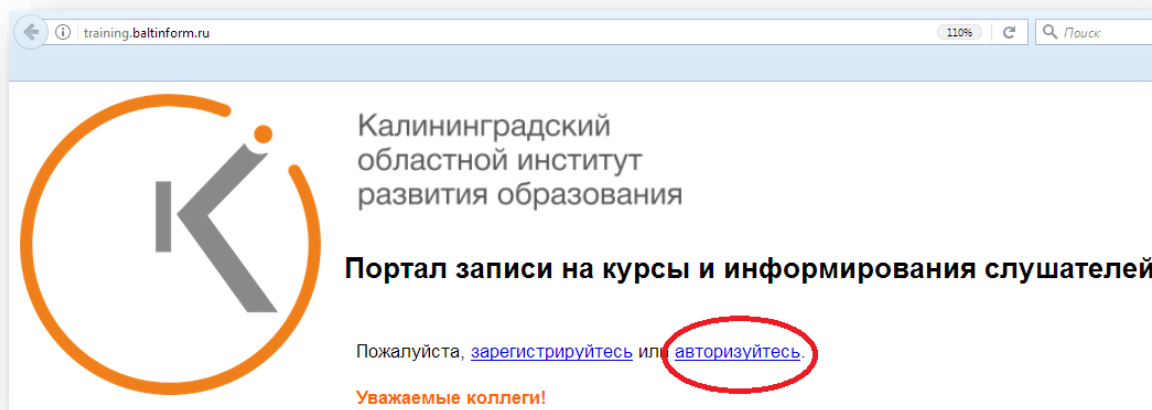 training.baltinform.ru
110%
Поиск
Калининградский
областной институт
развития образования
Портал записи на курсы и информирования слушателей
Пожалуйста, зарегистрируйтесь или авторизуйтесь.
Уважаемые коллеги!